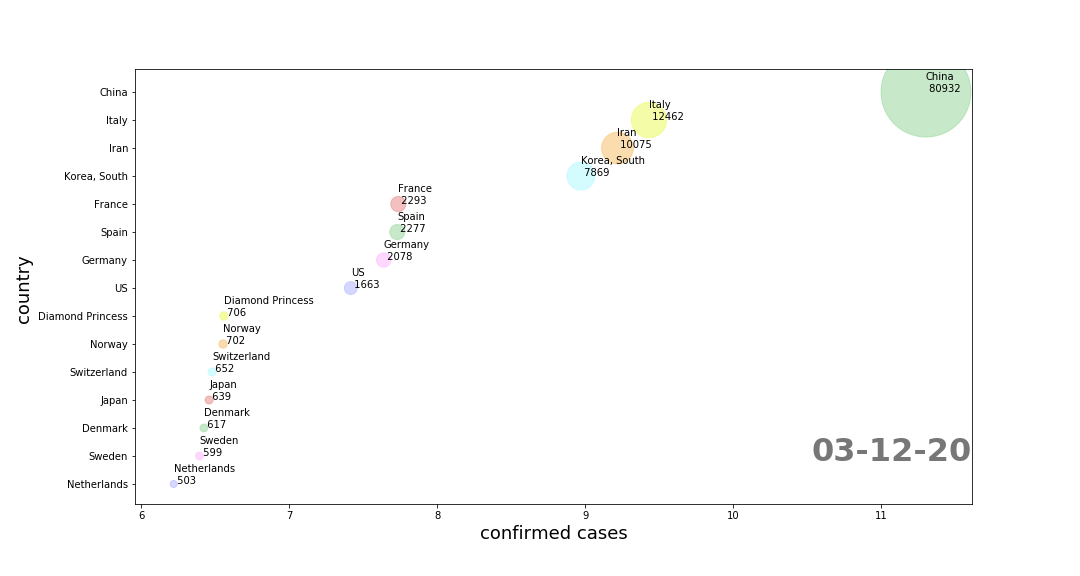 China
Italy
Iran
Korea, South
France
Spain
Germany
US
Diamond Princess
Norway
Switzerland
Japan
Denmark
Sweden
Netherlands
country
China
80932
Italy
12462
Iran
10075
Korea, South
7869
France
2293
Spain
2277
Germany
2078
US
1663
Diamond Princess
706
Norway
702
Switzerland
652
Japan
639
Denmark
617
Sweden
599
Netherlands
503
03-12-20
6 7 8 9 10 11
confirmed cases